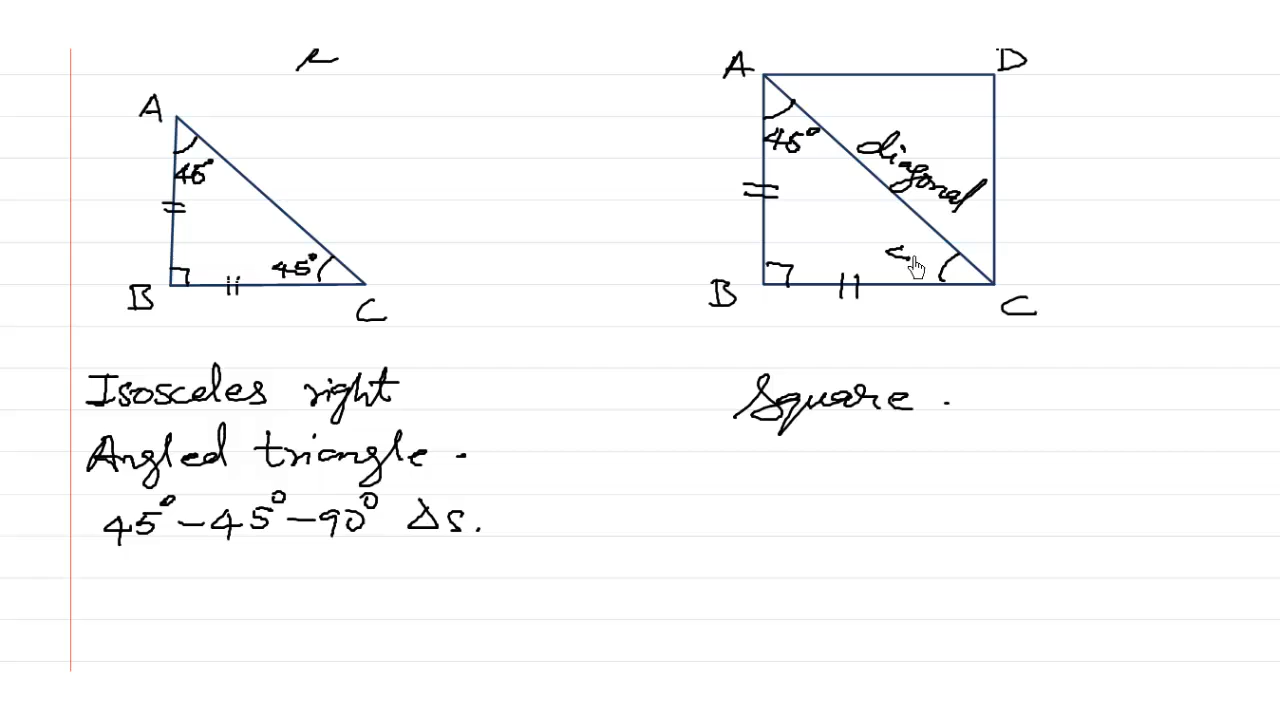 A
45°
45°
B
C
Isosceles right
Angled triangle.
45°-45°-90° Δs.
A
D
45°
diagonal
B
C
Square.